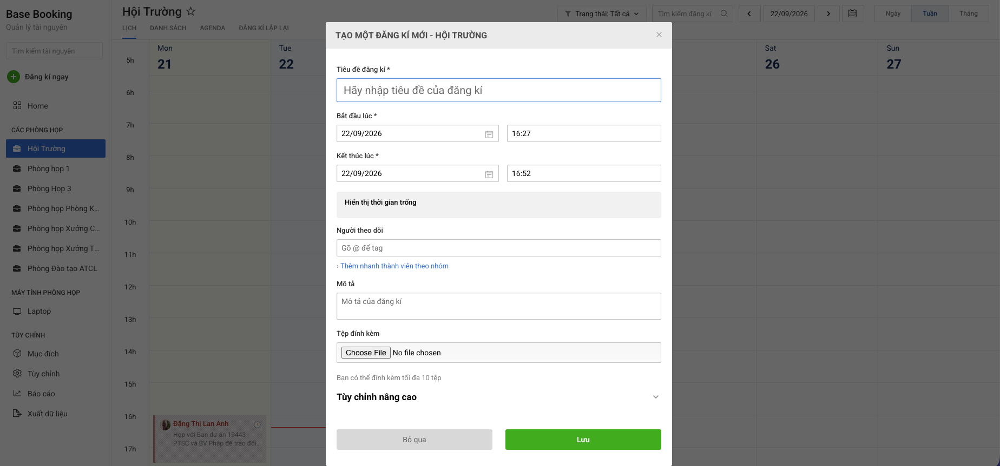 Base Booking
Quản lý tài nguyên
Tìm kiếm tài nguyên
Đăng kí ngay
Home
CÁC PHÒNG HỌP
Hội Trường
Phòng họp 1
Phòng Họp 3
Phòng họp Phòng K...
Phòng họp Xưởng C...
Phòng họp Xưởng T...
Phòng Đào tạo ATCL
MÁY TÍNH PHÒNG HỌP
Laptop
TÙY CHỈNH
Mục đích
Tùy chỉnh
Báo cáo
Xuất dữ liệu
Hội Trường
LỊCH DANH SÁCH AGENDA ĐĂNG KÍ LẶP LẠI
Trạng thái: Tất cả
Tìm kiếm đăng kí
22/09/2026
Ngày Tuần Tháng
Mon
21
Tue
22
Sat
26
Sun
27
5h
6h
7h
8h
9h
10h
11h
12h
13h
14h
15h
16h
17h
Đặng Thị Lan Anh
Họp với Ban dự án 19443
PTSC và BV Pháp để trao đổi...
TẠO MỘT ĐĂNG KÍ MỚI - HỘI TRƯỜNG
Tiêu đề đăng kí *
Hãy nhập tiêu đề của đăng kí
Bắt đầu lúc *
22/09/2026 16:27
Kết thúc lúc *
22/09/2026 16:52
Hiển thị thời gian trống
Người theo dõi
Gõ @ để tag
› Thêm nhanh thành viên theo nhóm
Mô tả
Mô tả của đăng kí
Tệp đính kèm
Choose File No file chosen
Bạn có thể đính kèm tối đa 10 tệp
Tùy chỉnh nâng cao
Bỏ qua Lưu